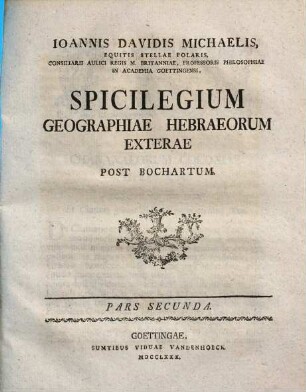 IOANNIS DAVIDIS MICHAELIS,
EQUITIS STELLAE POLARIS,
CONSILIARII AULICI REGIS M. BRITANNIAE, PROFESSORIS PHILOSOPHIAE
IN ACADEMIA GOETTINGENSI,
SPICILEGIUM
GEOGRAPHIAE HEBRAEORUM
EXTERAE
POST BOCHARTUM.
PARS SECUNDA.
GOETTINGAE,
SUMTIBUS VIDUAE VANDENHOECK.
MDCCLXXX.